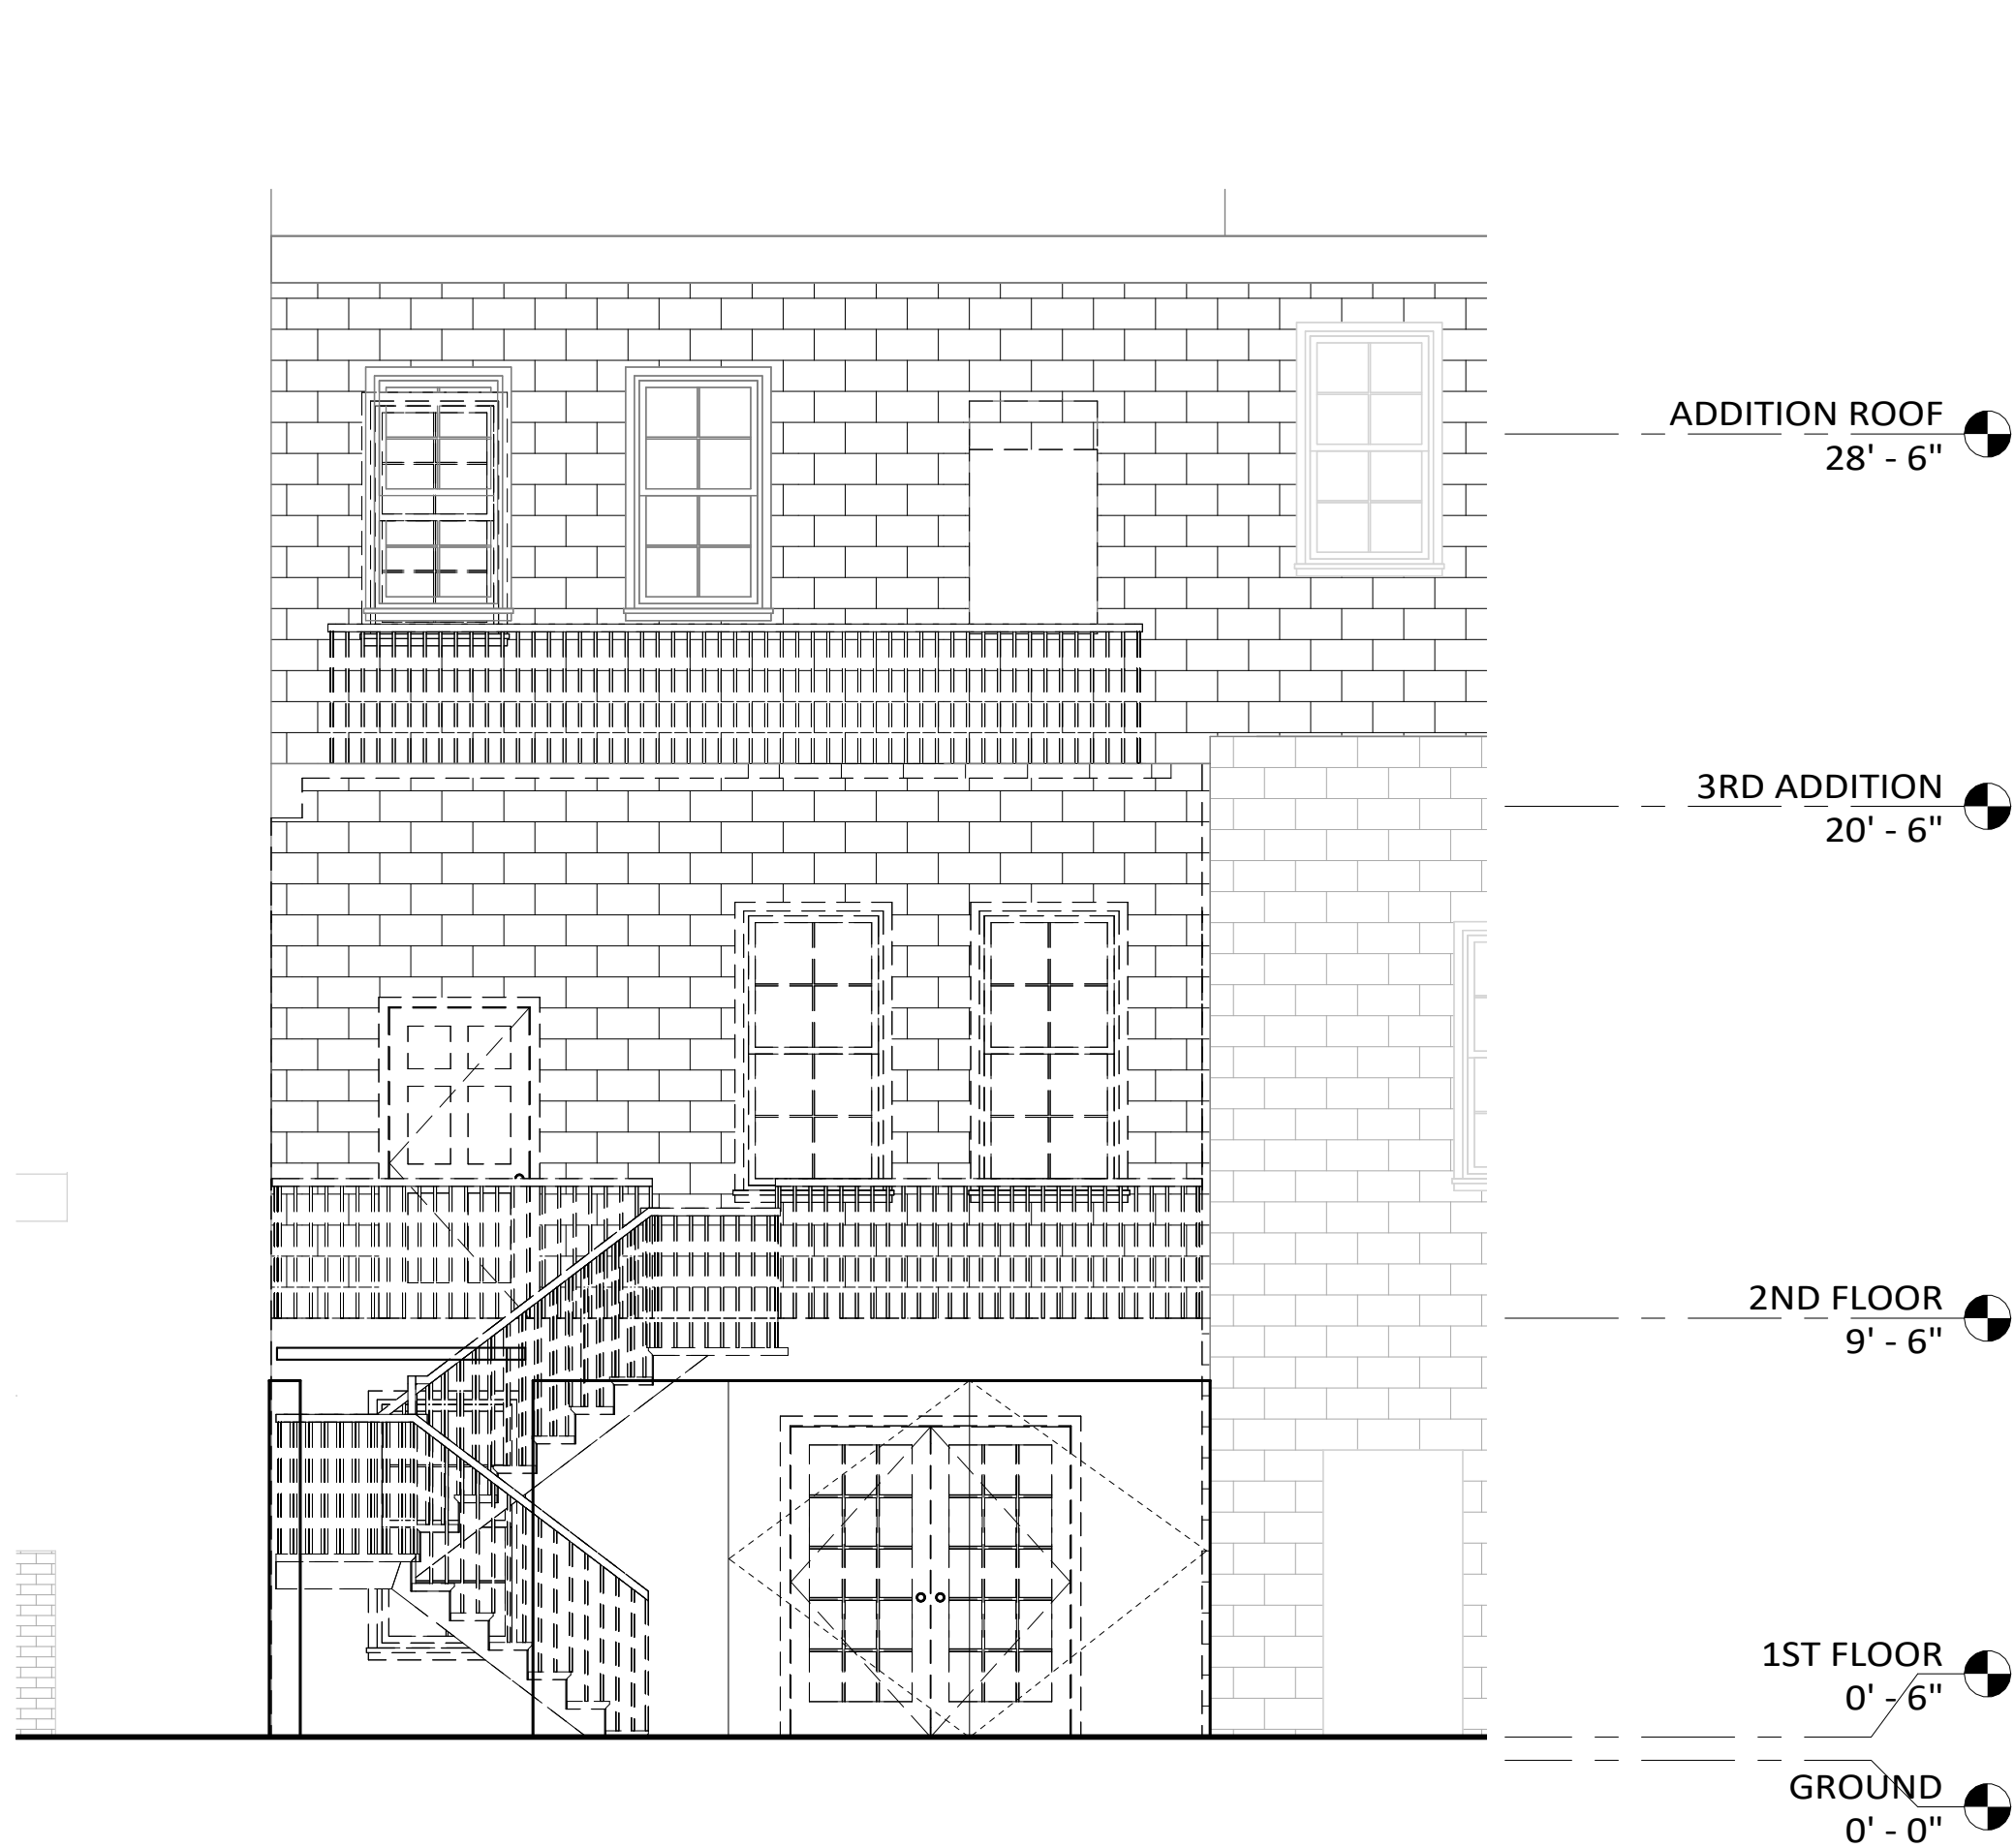 ADDITION ROOF
28' - 6"
3RD ADDITION
20' - 6"
2ND FLOOR
9' - 6"
1ST FLOOR
0' - 6"
GROUND
0' - 0"